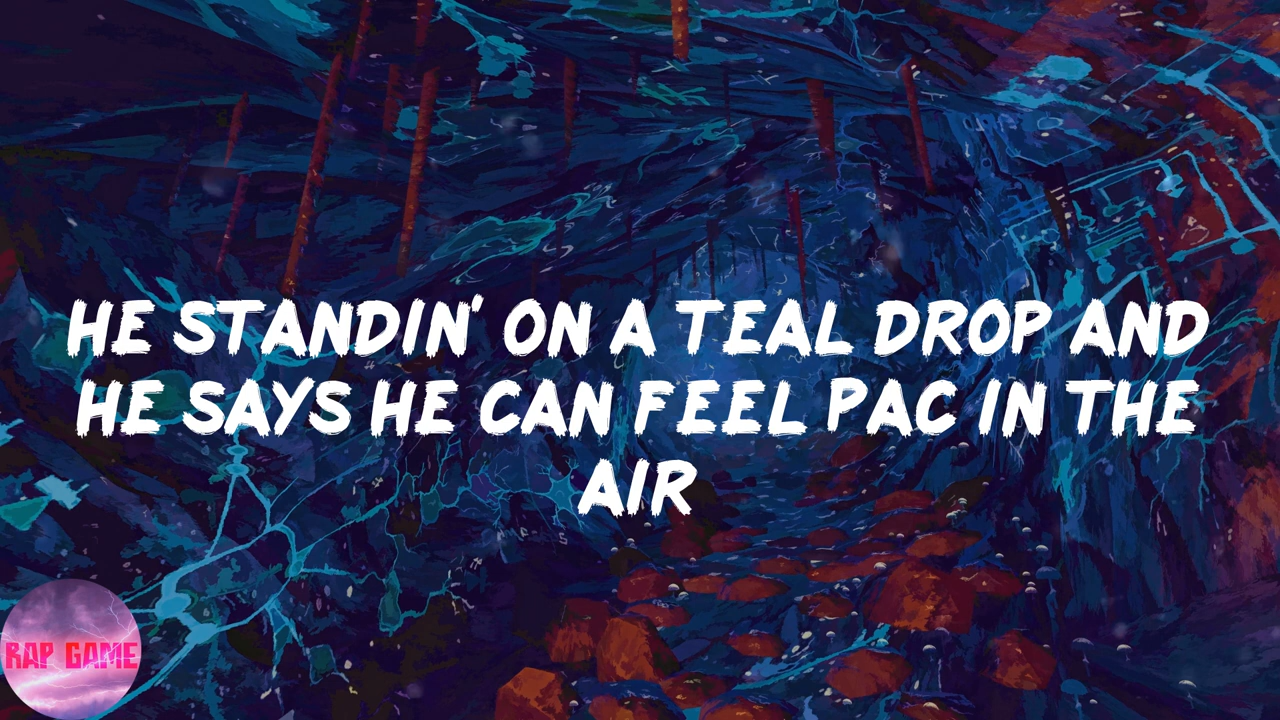 HE STANDIN' ON A TEAL DROP AND
HE SAYS HE CAN FEEL PAC IN THE
AIR
RAP GAME